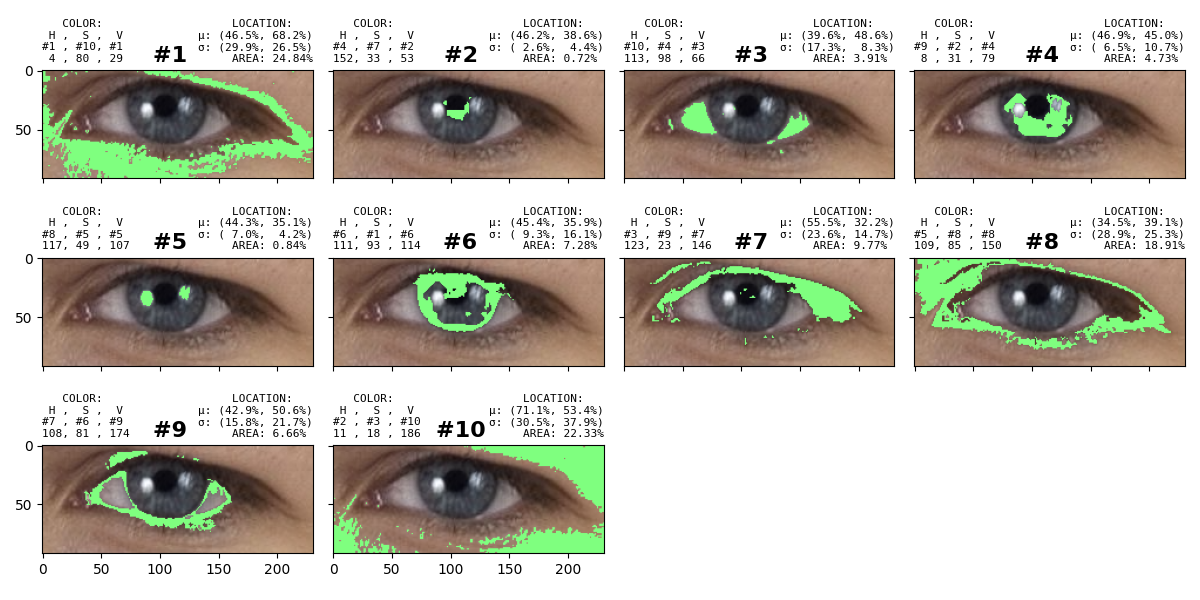 COLOR: LOCATION:
H , S , V μ: (46.5%, 68.2%)
#1 , #10, #1 #1 σ: (29.9%, 26.5%)
4 , 80 , 29 AREA: 24.84%
COLOR: LOCATION:
H , S , V μ: (46.2%, 38.6%)
#4 , #7 , #2 #2 σ: ( 2.6%, 4.4%)
152, 33 , 53 AREA: 0.72%
COLOR: LOCATION:
H , S , V μ: (39.6%, 48.6%)
#10, #4 , #3 #3 σ: (17.3%, 8.3%)
113, 98 , 66 AREA: 3.91%
COLOR: LOCATION:
H , S , V μ: (46.9%, 45.0%)
#9 , #2 , #4 #4 σ: ( 6.5%, 10.7%)
8 , 31 , 79 AREA: 4.73%
0
50
COLOR: LOCATION:
H , S , V μ: (44.3%, 35.1%)
#8 , #5 , #5 #5 σ: ( 7.0%, 4.2%)
117, 49 , 107 AREA: 0.84%
COLOR: LOCATION:
H , S , V μ: (45.4%, 35.9%)
#6 , #1 , #6 #6 σ: ( 9.3%, 16.1%)
111, 93 , 114 AREA: 7.28%
COLOR: LOCATION:
H , S , V μ: (55.5%, 32.2%)
#3 , #9 , #7 #7 σ: (23.6%, 14.7%)
123, 23 , 146 AREA: 9.77%
COLOR: LOCATION:
H , S , V μ: (34.5%, 39.1%)
#5 , #8 , #8 #8 σ: (28.9%, 25.3%)
109, 85 , 150 AREA: 18.91%
0
50
COLOR: LOCATION:
H , S , V μ: (42.9%, 50.6%)
#7 , #6 , #9 #9 σ: (15.8%, 21.7%)
108, 81 , 174 AREA: 6.66%
COLOR: LOCATION:
H , S , V μ: (71.1%, 53.4%)
#2 , #3 , #10 #10 σ: (30.5%, 37.9%)
11 , 18 , 186 AREA: 22.33%
0
50
0 50 100 150 200
0 50 100 150 200